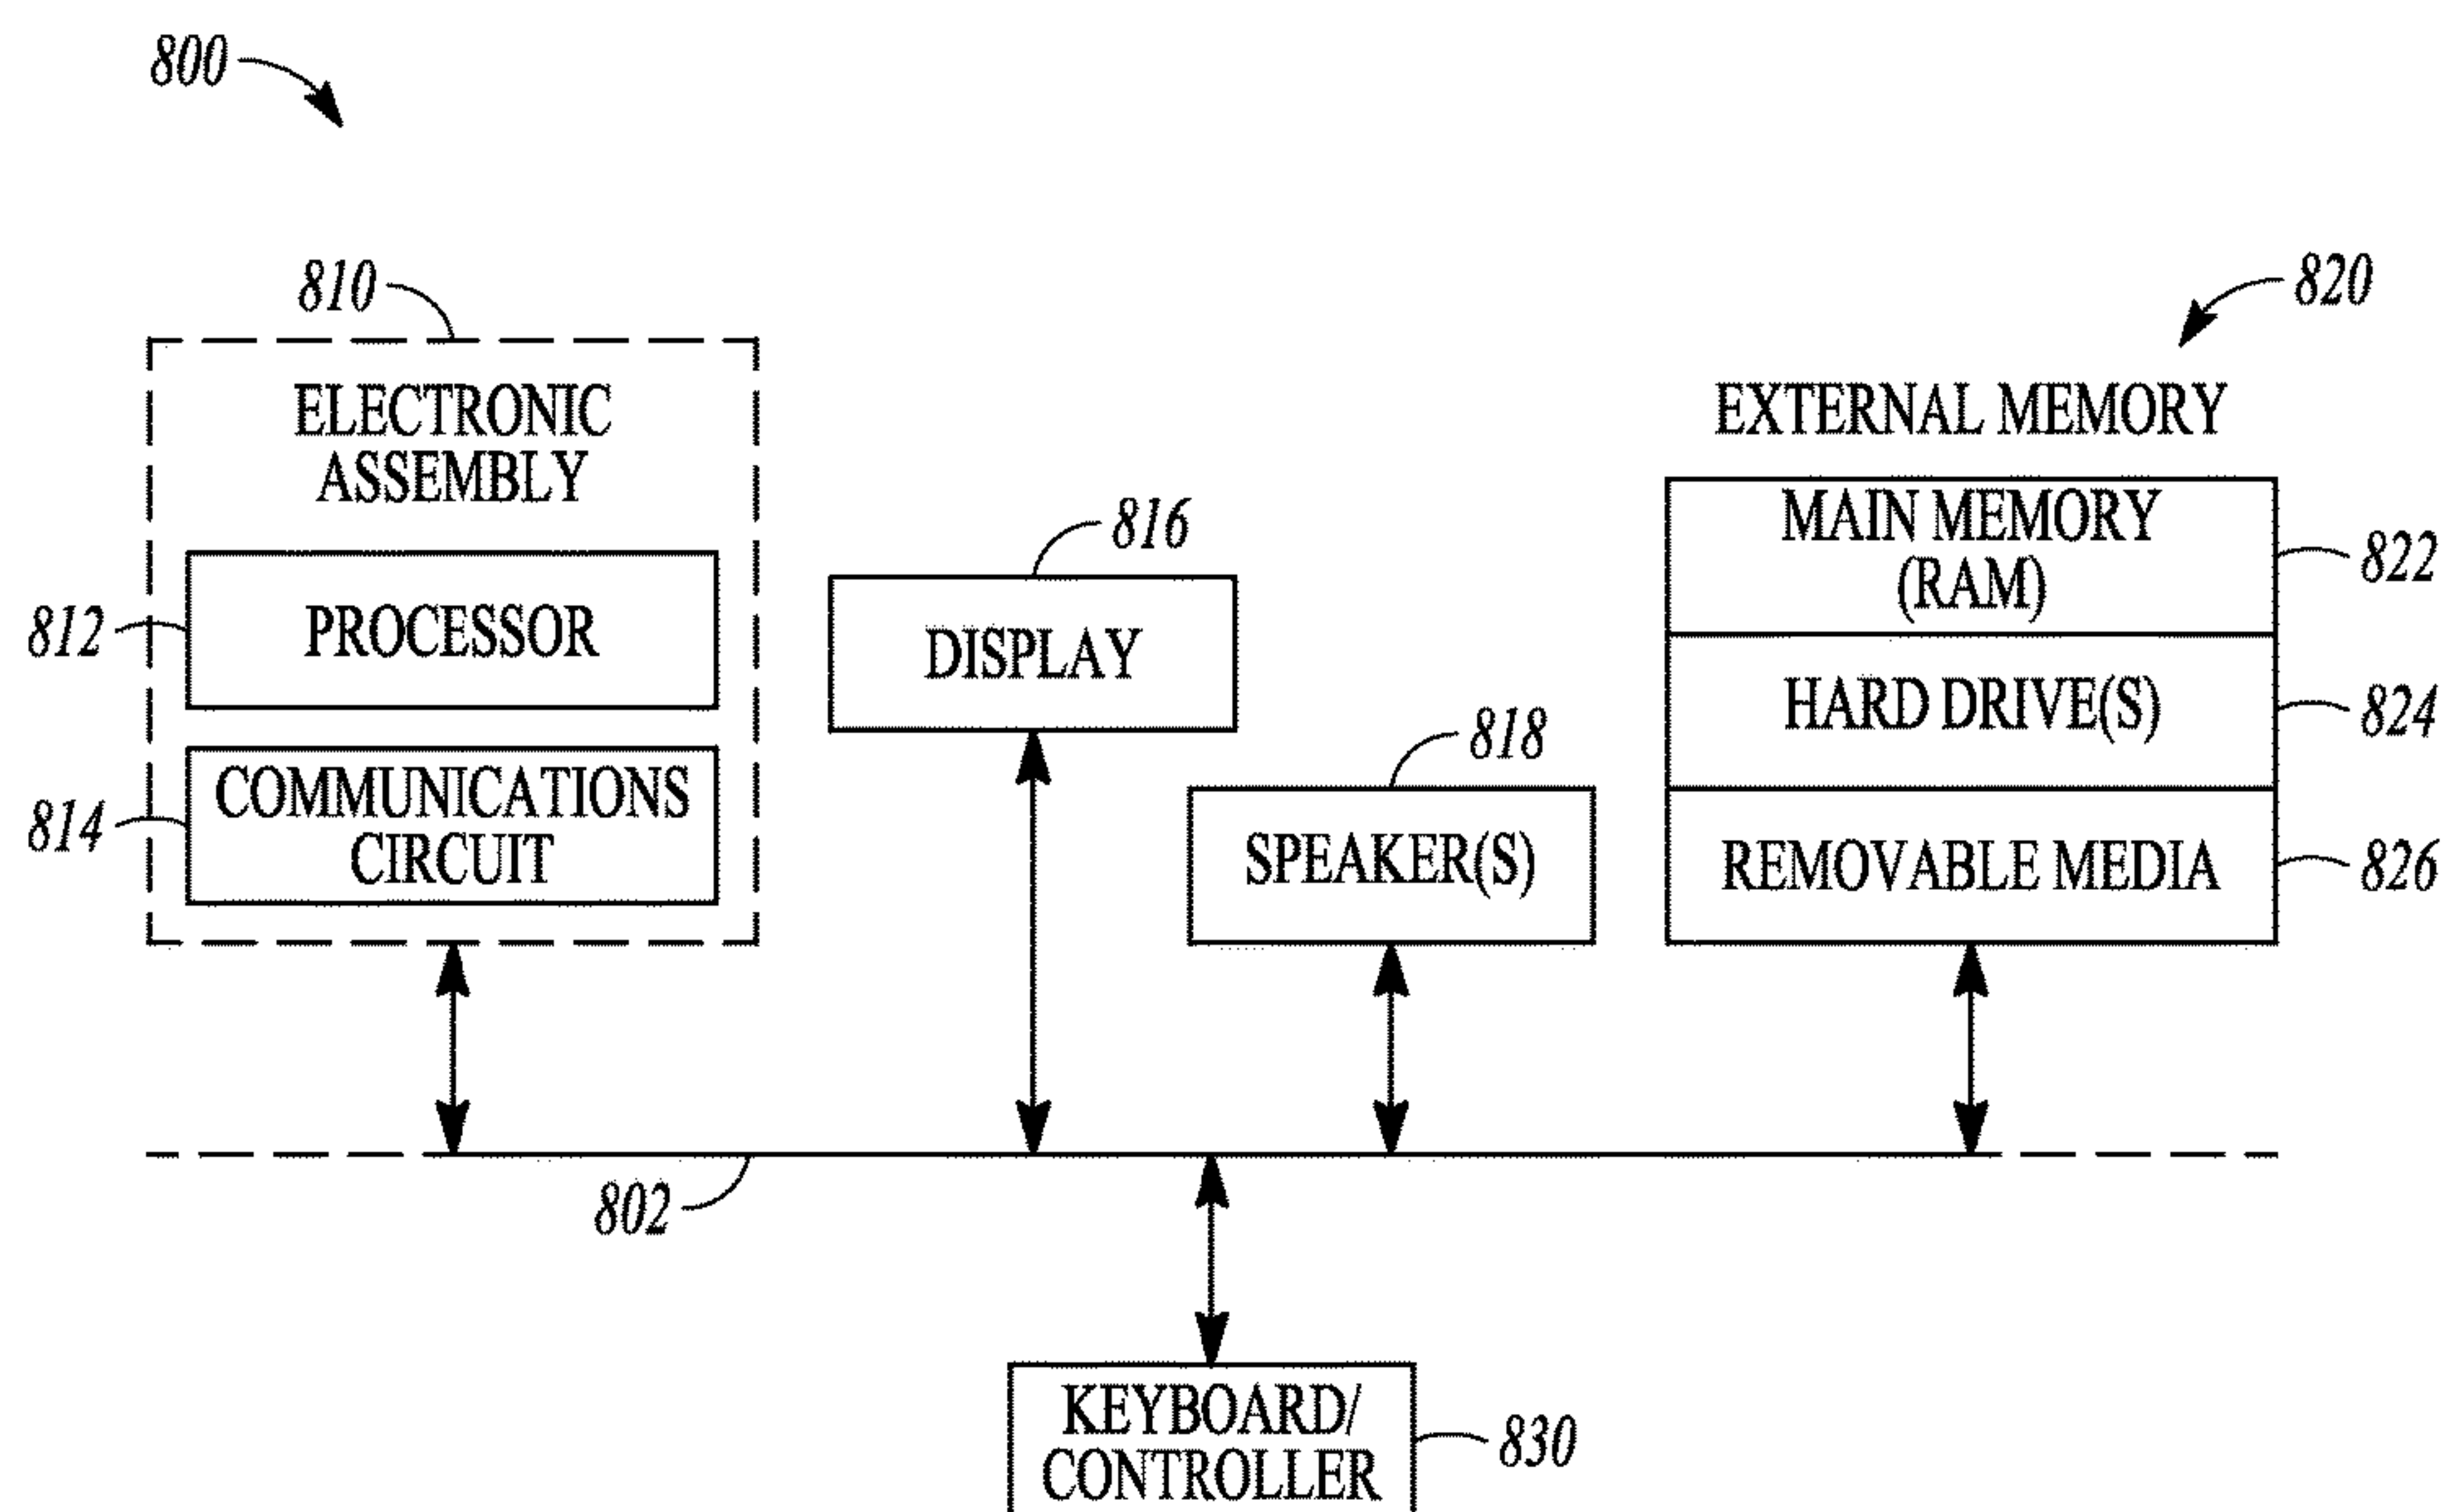 800
810
820
ELECTRONIC
ASSEMBLY
EXTERNAL MEMORY
816
MAIN MEMORY
(RAM)
822
812
PROCESSOR
DISPLAY
HARD DRIVE(S)
824
818
814
COMMUNICATIONS
CIRCUIT
SPEAKER(S)
REMOVABLE MEDIA
826
802
KEYBOARD/
CONTROLLER
830